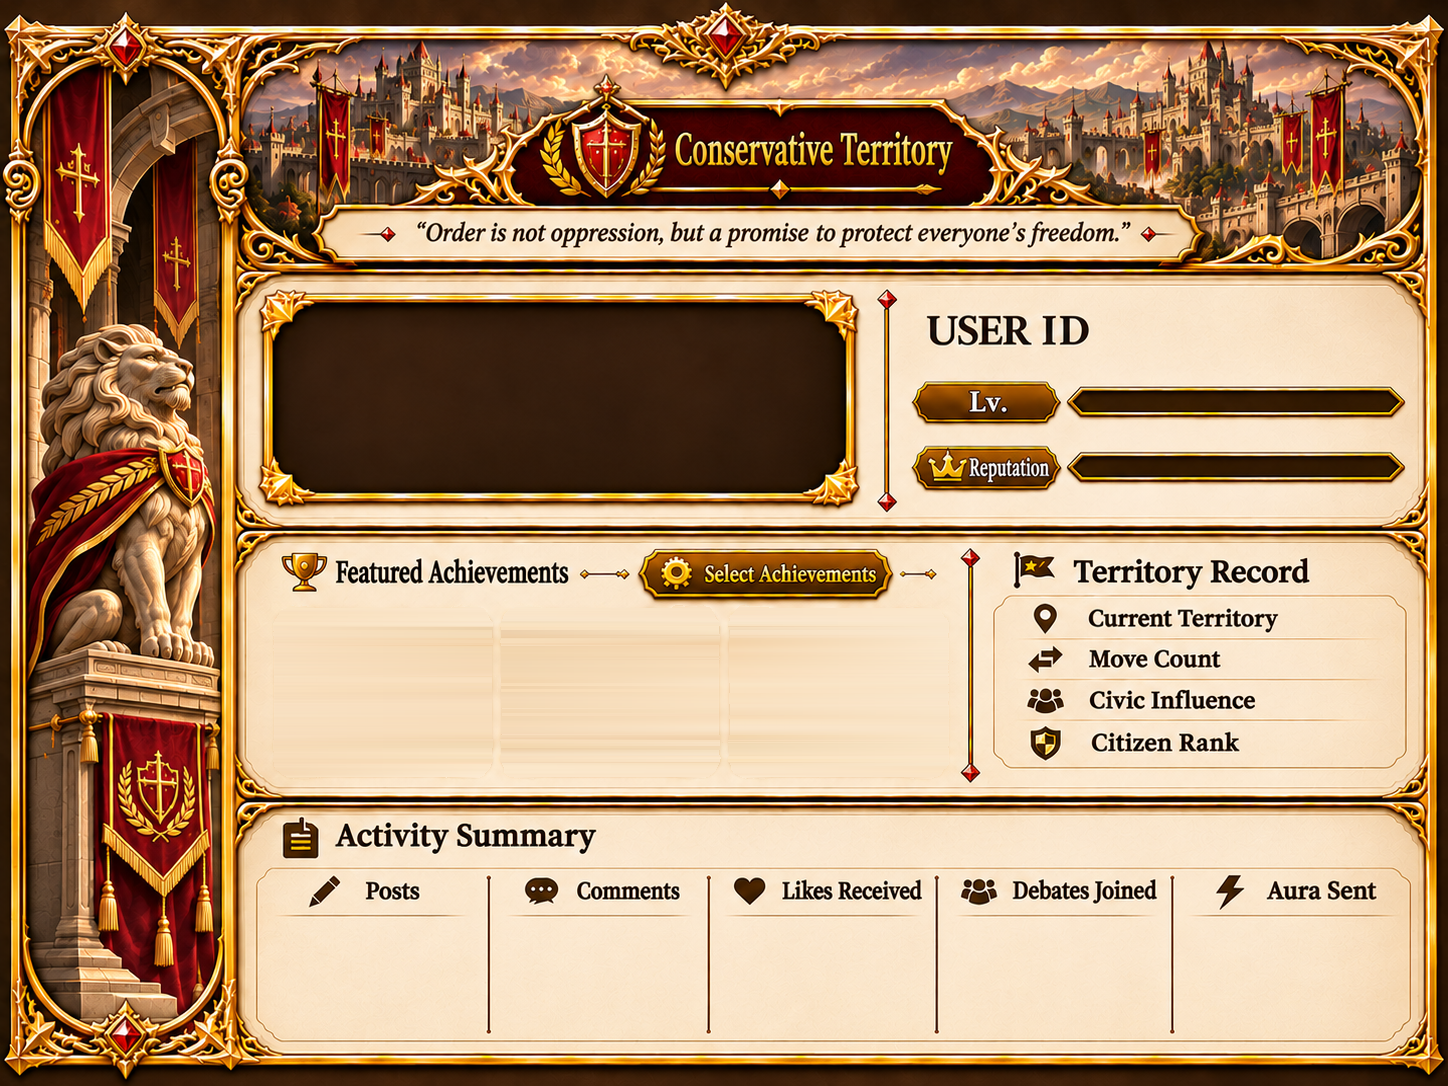 Conservative Territory
“Order is not oppression, but a promise to protect everyone’s freedom.”
USER ID
Lv.
Reputation
Featured Achievements
Select Achievements
Territory Record
Current Territory
Move Count
Civic Influence
Citizen Rank
Activity Summary
Posts
Comments
Likes Received
Debates Joined
Aura Sent